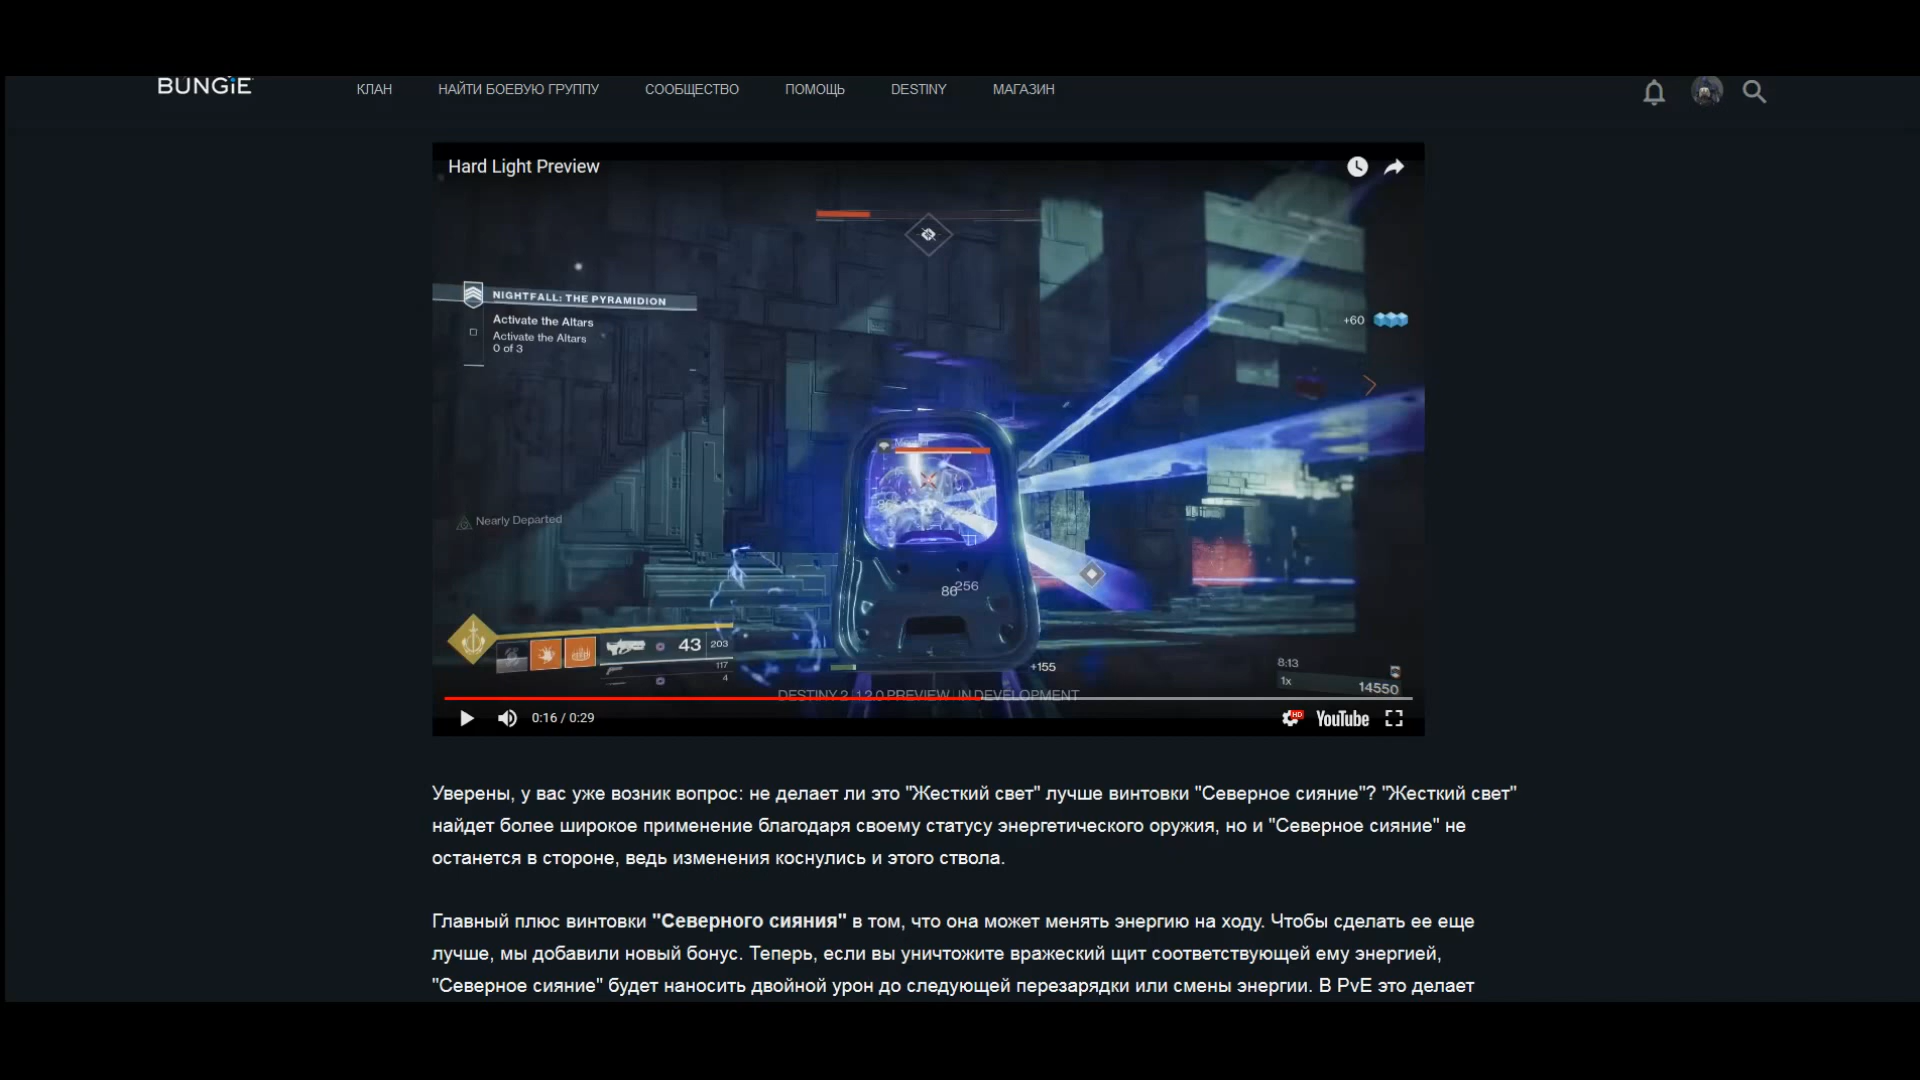 BUNGiE
КЛАН НАЙТИ БОЕВУЮ ГРУППУ СООБЩЕСТВО ПОМОЩЬ DESTINY МАГАЗИН
Hard Light Preview
NIGHTFALL: THE PYRAMIDION
Activate the Altars
Activate the Altars
0 of 3
+60
Nearly Departed
86 256
43 203
117
4
+155
8:13
1x 14550
DESTINY 2 | 1.2.0 PREVIEW | IN DEVELOPMENT
0:16 / 0:29 HD YouTube
Уверены, у вас уже возник вопрос: не делает ли это "Жесткий свет" лучше винтовки "Северное сияние"? "Жесткий свет"
найдет более широкое применение благодаря своему статусу энергетического оружия, но и "Северное сияние" не
останется в стороне, ведь изменения коснулись и этого ствола.
Главный плюс винтовки "Северного сияния" в том, что она может менять энергию на ходу. Чтобы сделать ее еще
лучше, мы добавили новый бонус. Теперь, если вы уничтожите вражеский щит соответствующей ему энергией,
"Северное сияние" будет наносить двойной урон до следующей перезарядки или смены энергии. В PvE это делает